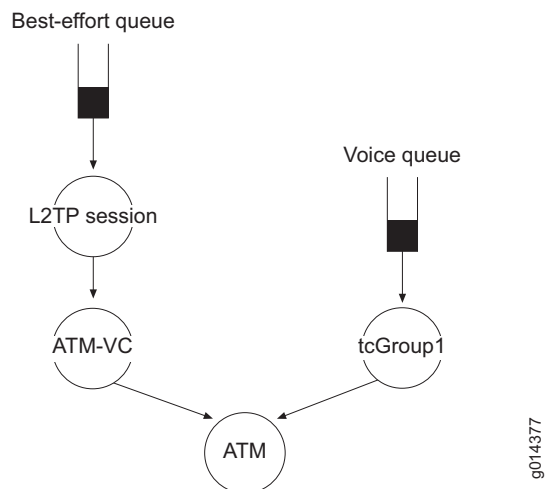 Best-effort queue
Voice queue
L2TP session
ATM-VC
tcGroup1
ATM
g014377